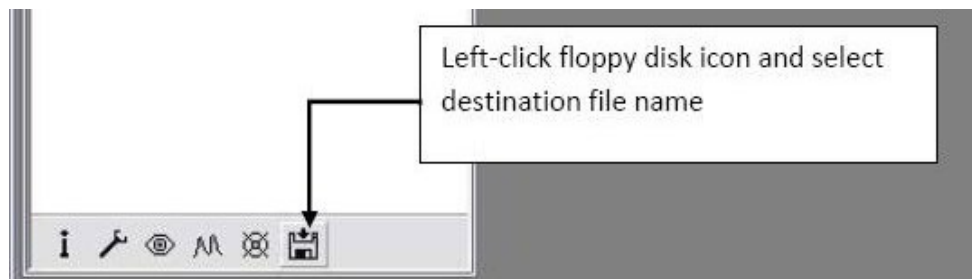 Left-click floppy disk icon and select
destination file name